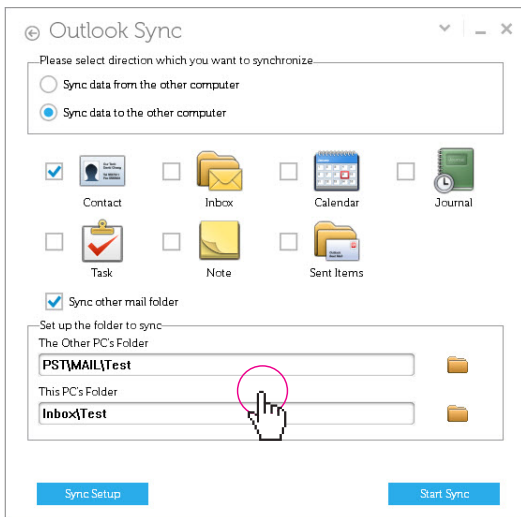 Outlook Sync
Please select direction which you want to synchronize
Sync data from the other computer
Sync data to the other computer
Contact
Inbox
Calendar
Journal
Task
Note
Sent Items
Sync other mail folder
Set up the folder to sync
The Other PC's Folder
PST\MAIL\Test
This PC's Folder
Inbox\Test
Sync Setup
Start Sync